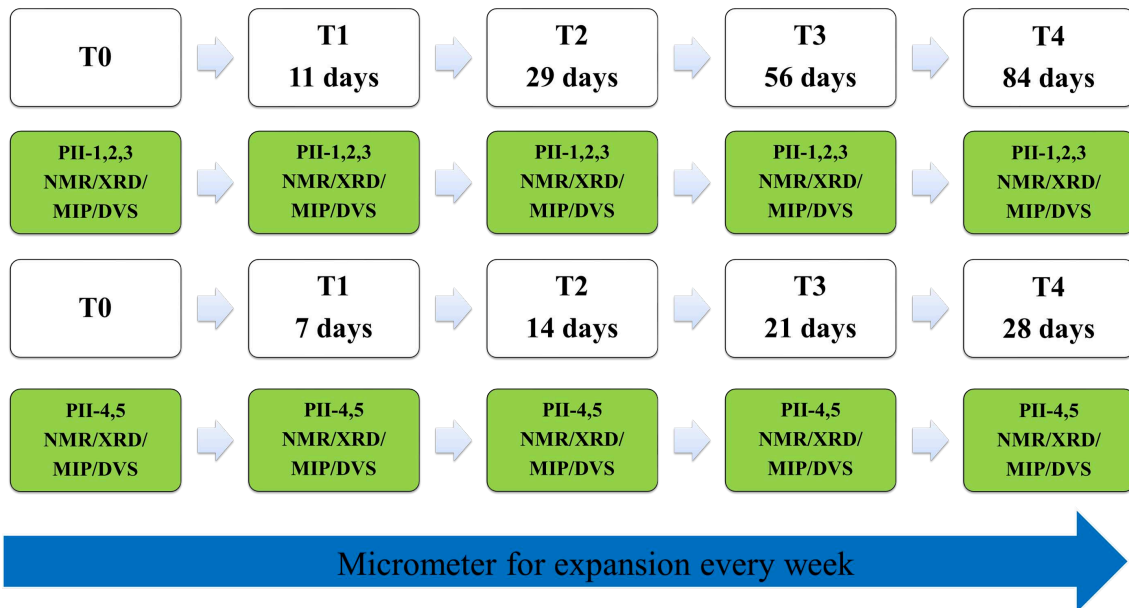 T0
T1
11 days
T2
29 days
T3
56 days
T4
84 days
PII-1,2,3
NMR/XRD/
MIP/DVS
PII-1,2,3
NMR/XRD/
MIP/DVS
PII-1,2,3
NMR/XRD/
MIP/DVS
PII-1,2,3
NMR/XRD/
MIP/DVS
PII-1,2,3
NMR/XRD/
MIP/DVS
T0
T1
7 days
T2
14 days
T3
21 days
T4
28 days
PII-4,5
NMR/XRD/
MIP/DVS
PII-4,5
NMR/XRD/
MIP/DVS
PII-4,5
NMR/XRD/
MIP/DVS
PII-4,5
NMR/XRD/
MIP/DVS
PII-4,5
NMR/XRD/
MIP/DVS
Micrometer for expansion every week